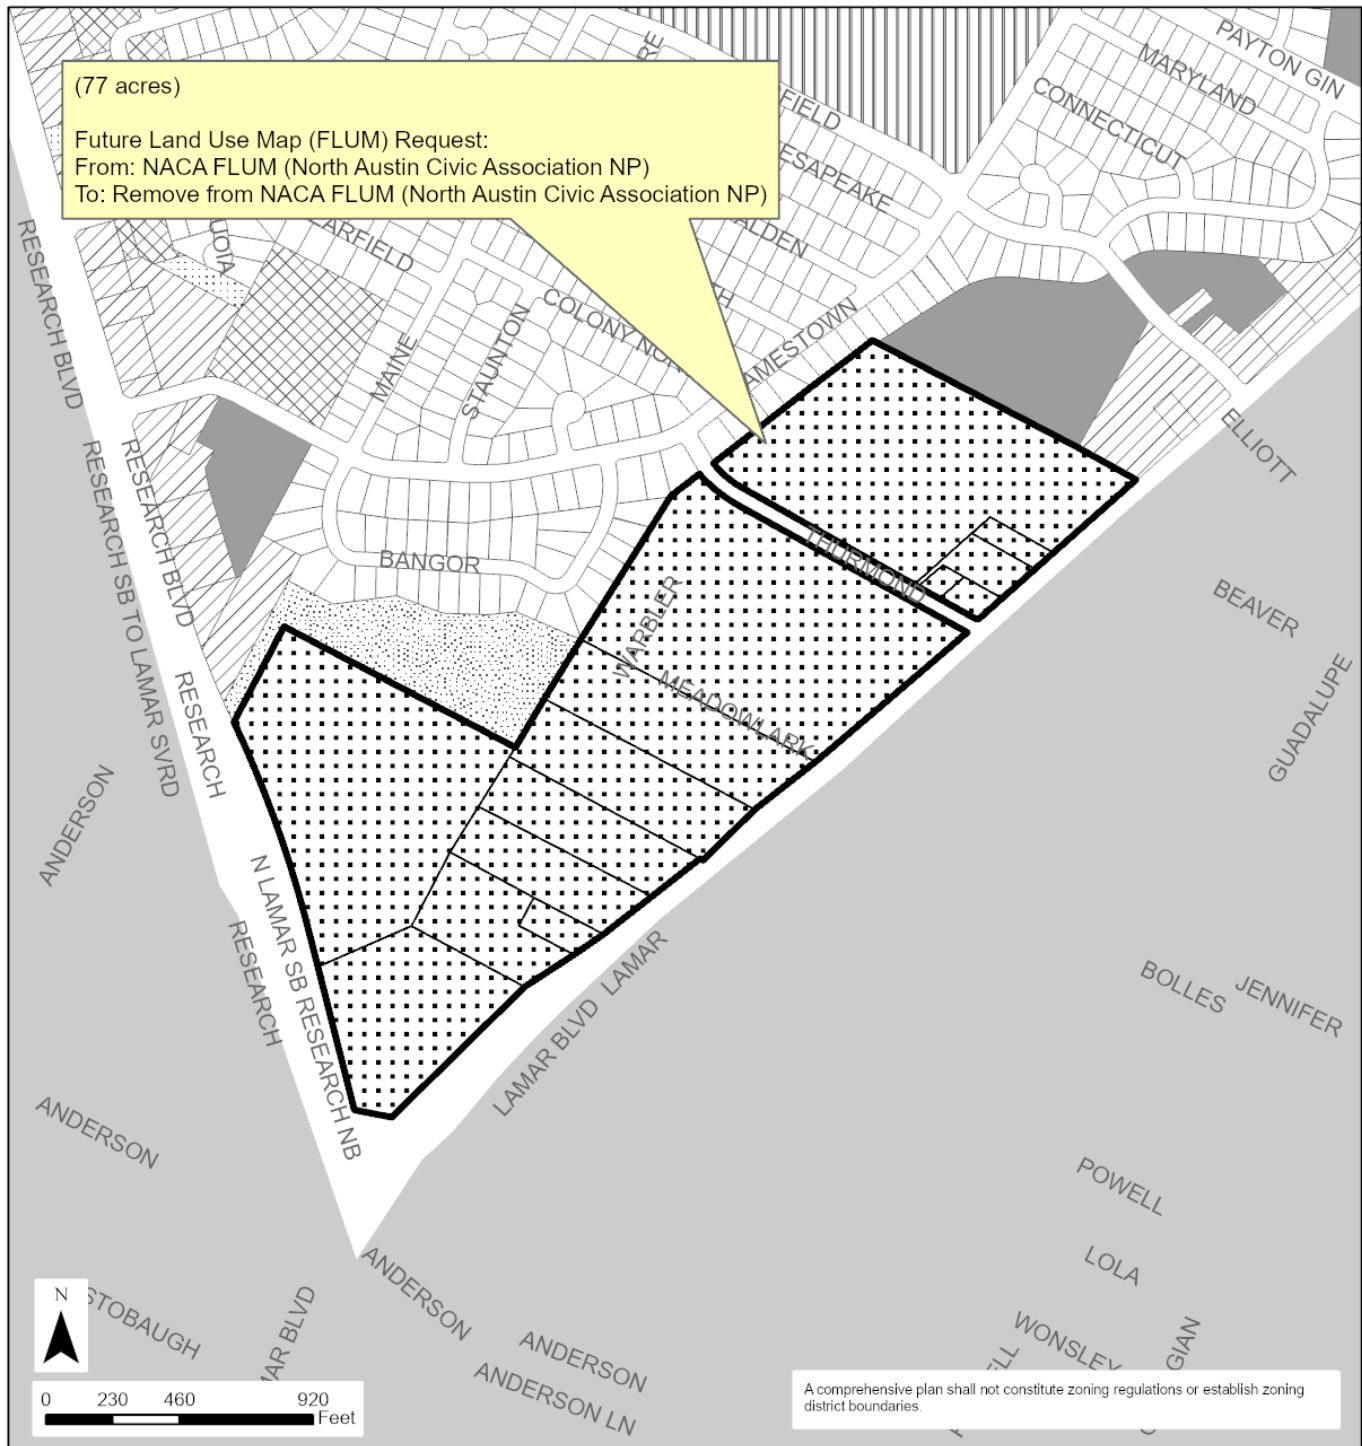 RE
PAYTON GIN
MARYLAND
CONNECTICUT
(77 acres)
Future Land Use Map (FLUM) Request:
From: NACA FLUM (North Austin Civic Association NP)
To: Remove from NACA FLUM (North Austin Civic Association NP)
FIELD
ESAPEAKE
ALDEN
UOIA
ARFIELD
RESEARCH BLVD
COLONY NOR
TH
AMESTOWN
MAINE
STAUNTON
ELLIOTT
RESEARCH BLVD
RESEARCH SB TO LAMAR SVRD
BANGOR
THURMOND
BEAVER
WARBLER
MEADOWLARK
GUADALUPE
RESEARCH
ANDERSON
N LAMAR SB RESEARCH NB
RESEARCH
LAMAR
LAMAR BLVD
BOLLES
JENNIFER
ANDERSON
POWELL
LOLA
ANDERSON
STOBAUGH
MAR BLVD
ANDERSON
ANDERSON LN
WONSLEY
GIAN
ELL
N
0 230 460 920
Feet
A comprehensive plan shall not constitute zoning regulations or establish zoning
district boundaries.